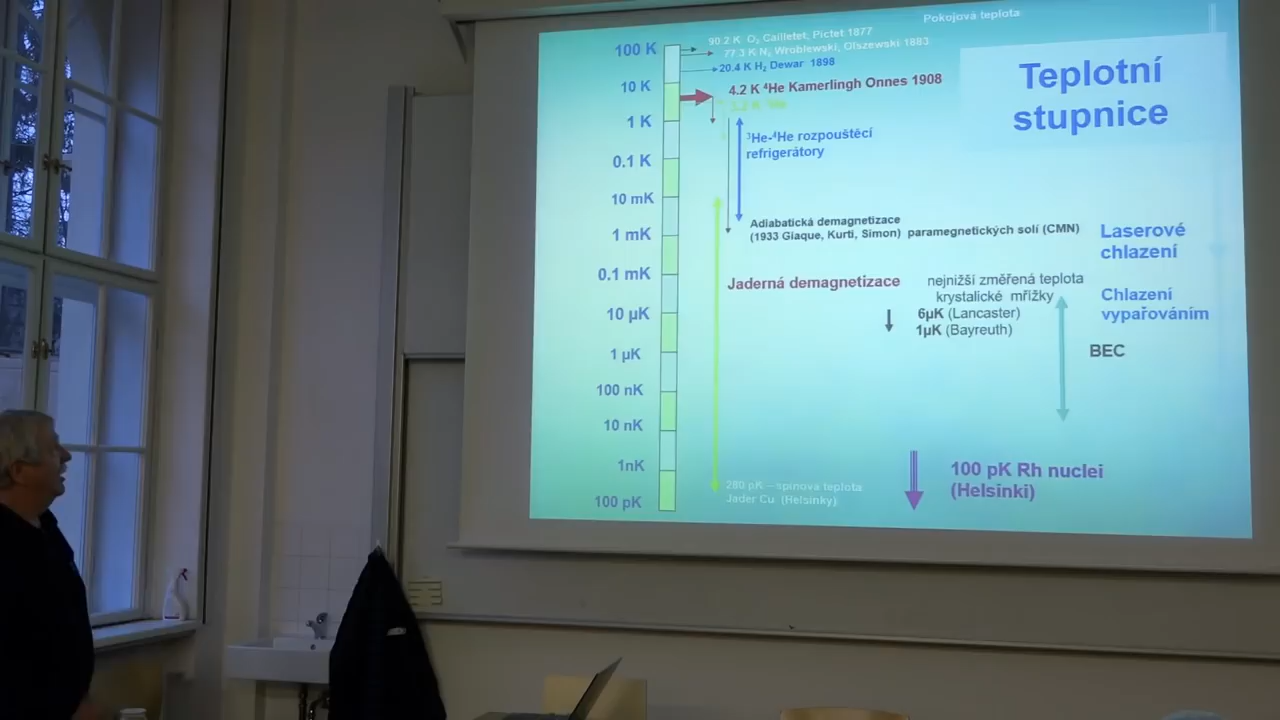 Pokojová teplota
Teplotní
stupnice
100 K
10 K
1 K
0.1 K
10 mK
1 mK
0.1 mK
10 µK
1 µK
100 nK
10 nK
1nK
100 pK
90.2 K O₂ Cailletet, Pictet 1877
77.3 K N₂ Wroblewski, Olszewski 1883
20.4 K H₂ Dewar 1898
4.2 K ⁴He Kamerlingh Onnes 1908
³He-⁴He rozpouštěcí
refrigerátory
Adiabatická demagnetizace
(1933 Giaque, Kurti, Simon) paramegnetických solí (CMN)
Laserové
chlazení
Jaderná demagnetizace
nejnižší změřená teplota
krystalické mřížky
6µK (Lancaster)
1µK (Bayreuth)
Chlazení
vypařováním
BEC
100 pK Rh nuclei
(Helsinki)
280 pK – spinova teplota
Jader Cu (Helsinky)